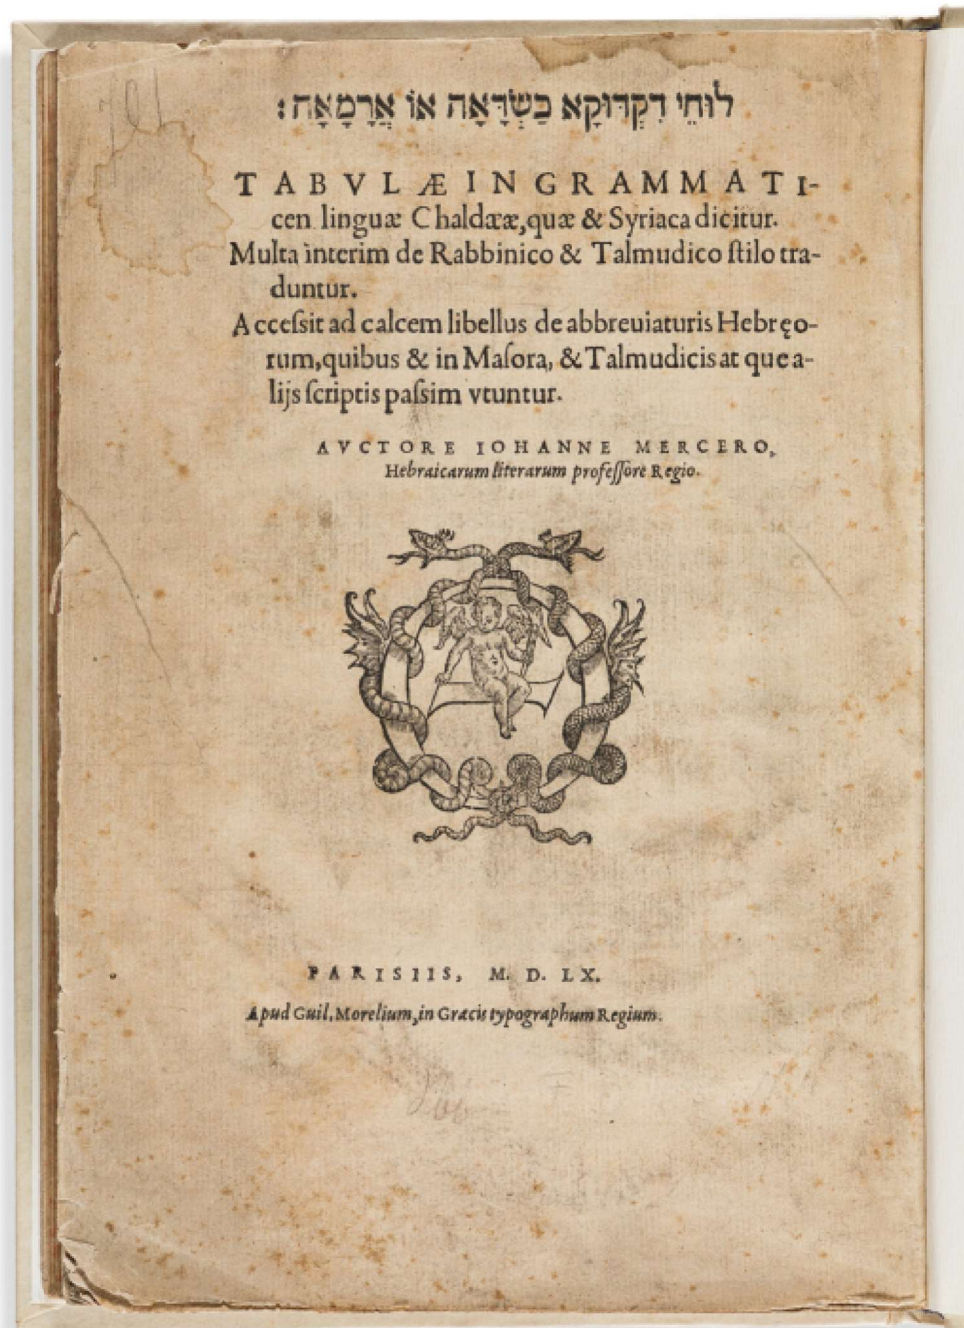 לוּחֵי דִקְדּוּקָא כַשְׂדָּאָה אוֹ אֲרָמָאָה׃
TABVLÆ IN GRAMMATI-
cen linguæ Chaldææ, quæ & Syriaca dicitur.
Multa interim de Rabbinico & Talmudico ſtilo tra-
duntur.
Acceſsit ad calcem libellus de abbreuiaturis Hebręo-
rum, quibus & in Maſora, & Talmudicis atque a-
lijs ſcriptis paſsim vtuntur.
AVCTORE IOHANNE MERCERO,
Hebraicarum literarum profeſſore Regio.
PARISIIS, M. D. LX.
Apud Guil. Morelium, in Græcis typographum Regium.